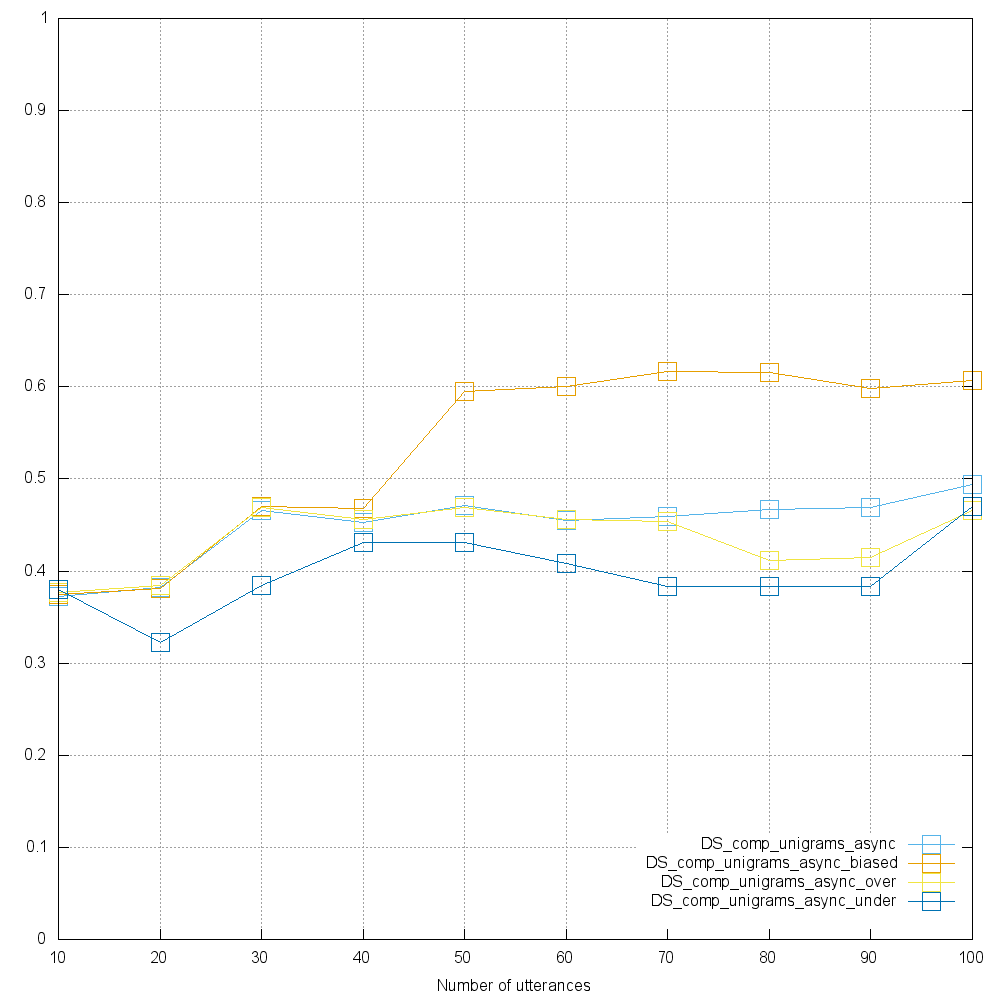 1
0.9
0.8
0.7
0.6
0.5
0.4
0.3
0.2
0.1
0
10 20 30 40 50 60 70 80 90 100
Number of utterances
DS_comp_unigrams_async
DS_comp_unigrams_async_biased
DS_comp_unigrams_async_over
DS_comp_unigrams_async_under